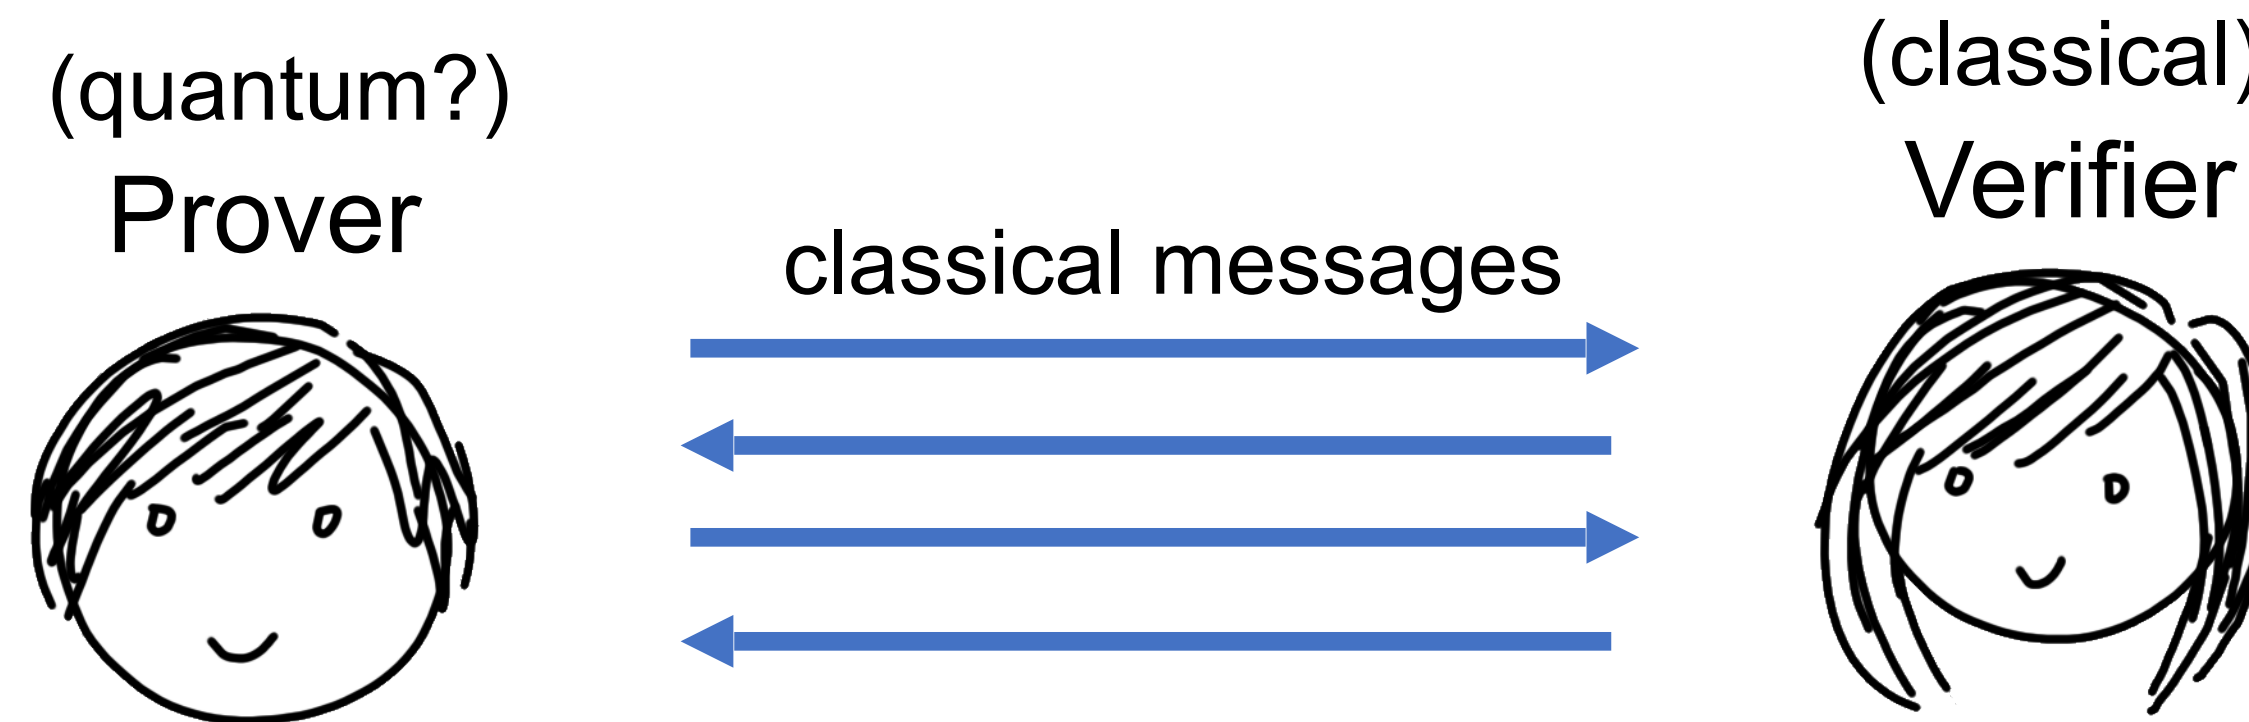 (quantum?)
Prover
classical messages
(classical)
Verifier